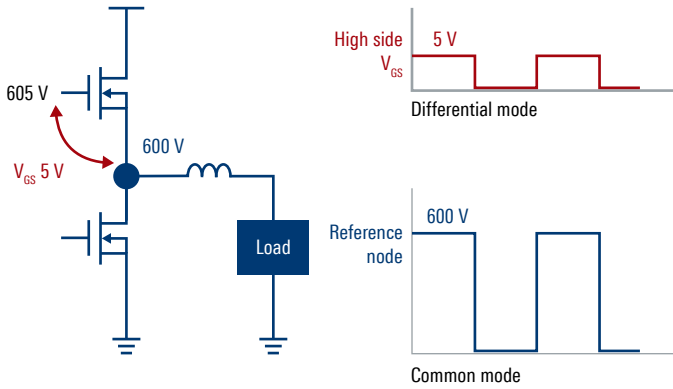 605 V
600 V
V_GS 5 V
Load
High side
V_GS
5 V
Differential mode
600 V
Reference
node
Common mode